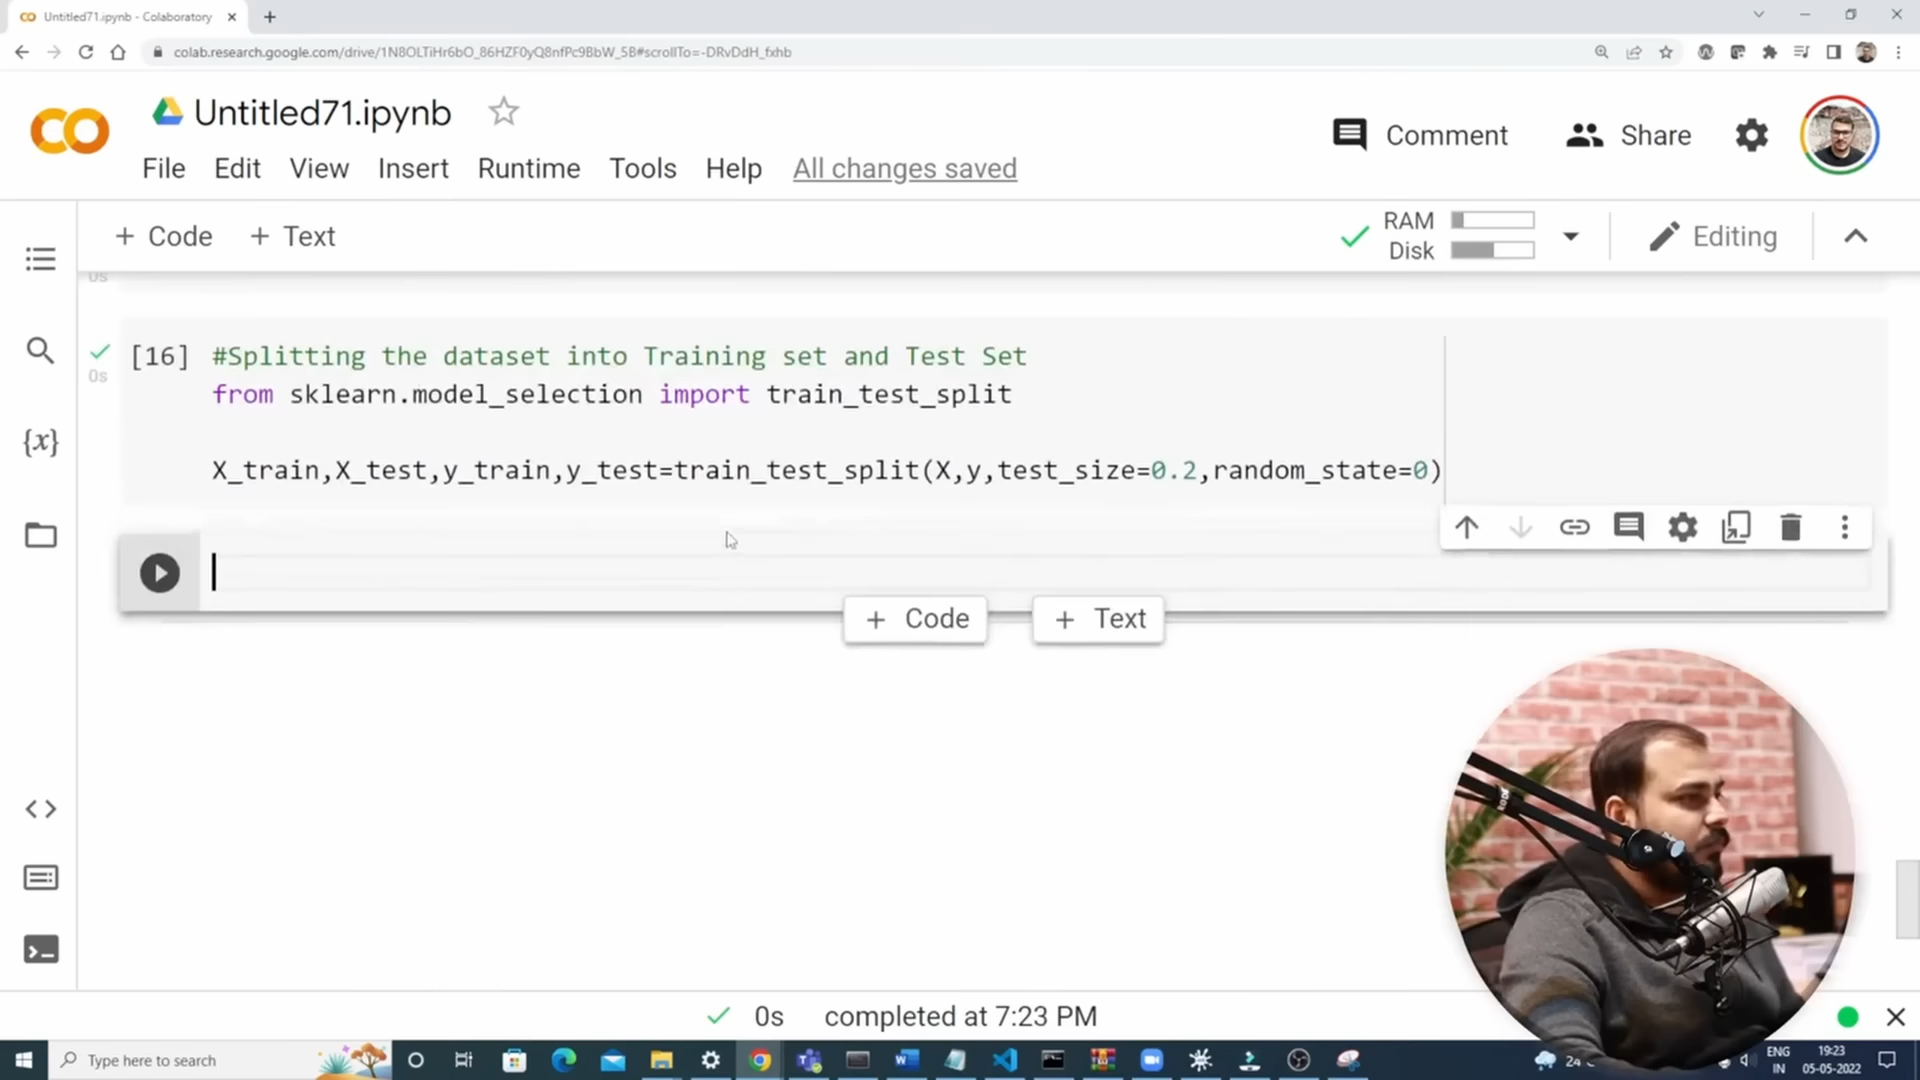 Untitled71.ipynb - Colaboratory
colab.research.google.com/drive/1N8OLTiHr6bO_86HZF0yQ8nfPc9BbW_5B#scrollTo=-DRvDdH_fxhb
Untitled71.ipynb
Comment
Share
File Edit View Insert Runtime Tools Help All changes saved
+ Code + Text
RAM
Disk
Editing
0s
[16] #Splitting the dataset into Training set and Test Set
0s
from sklearn.model_selection import train_test_split
X_train,X_test,y_train,y_test=train_test_split(X,y,test_size=0.2,random_state=0)
+ Code + Text
RODE
0s completed at 7:23 PM
Type here to search
ENG
IN
19:23
05-05-2022